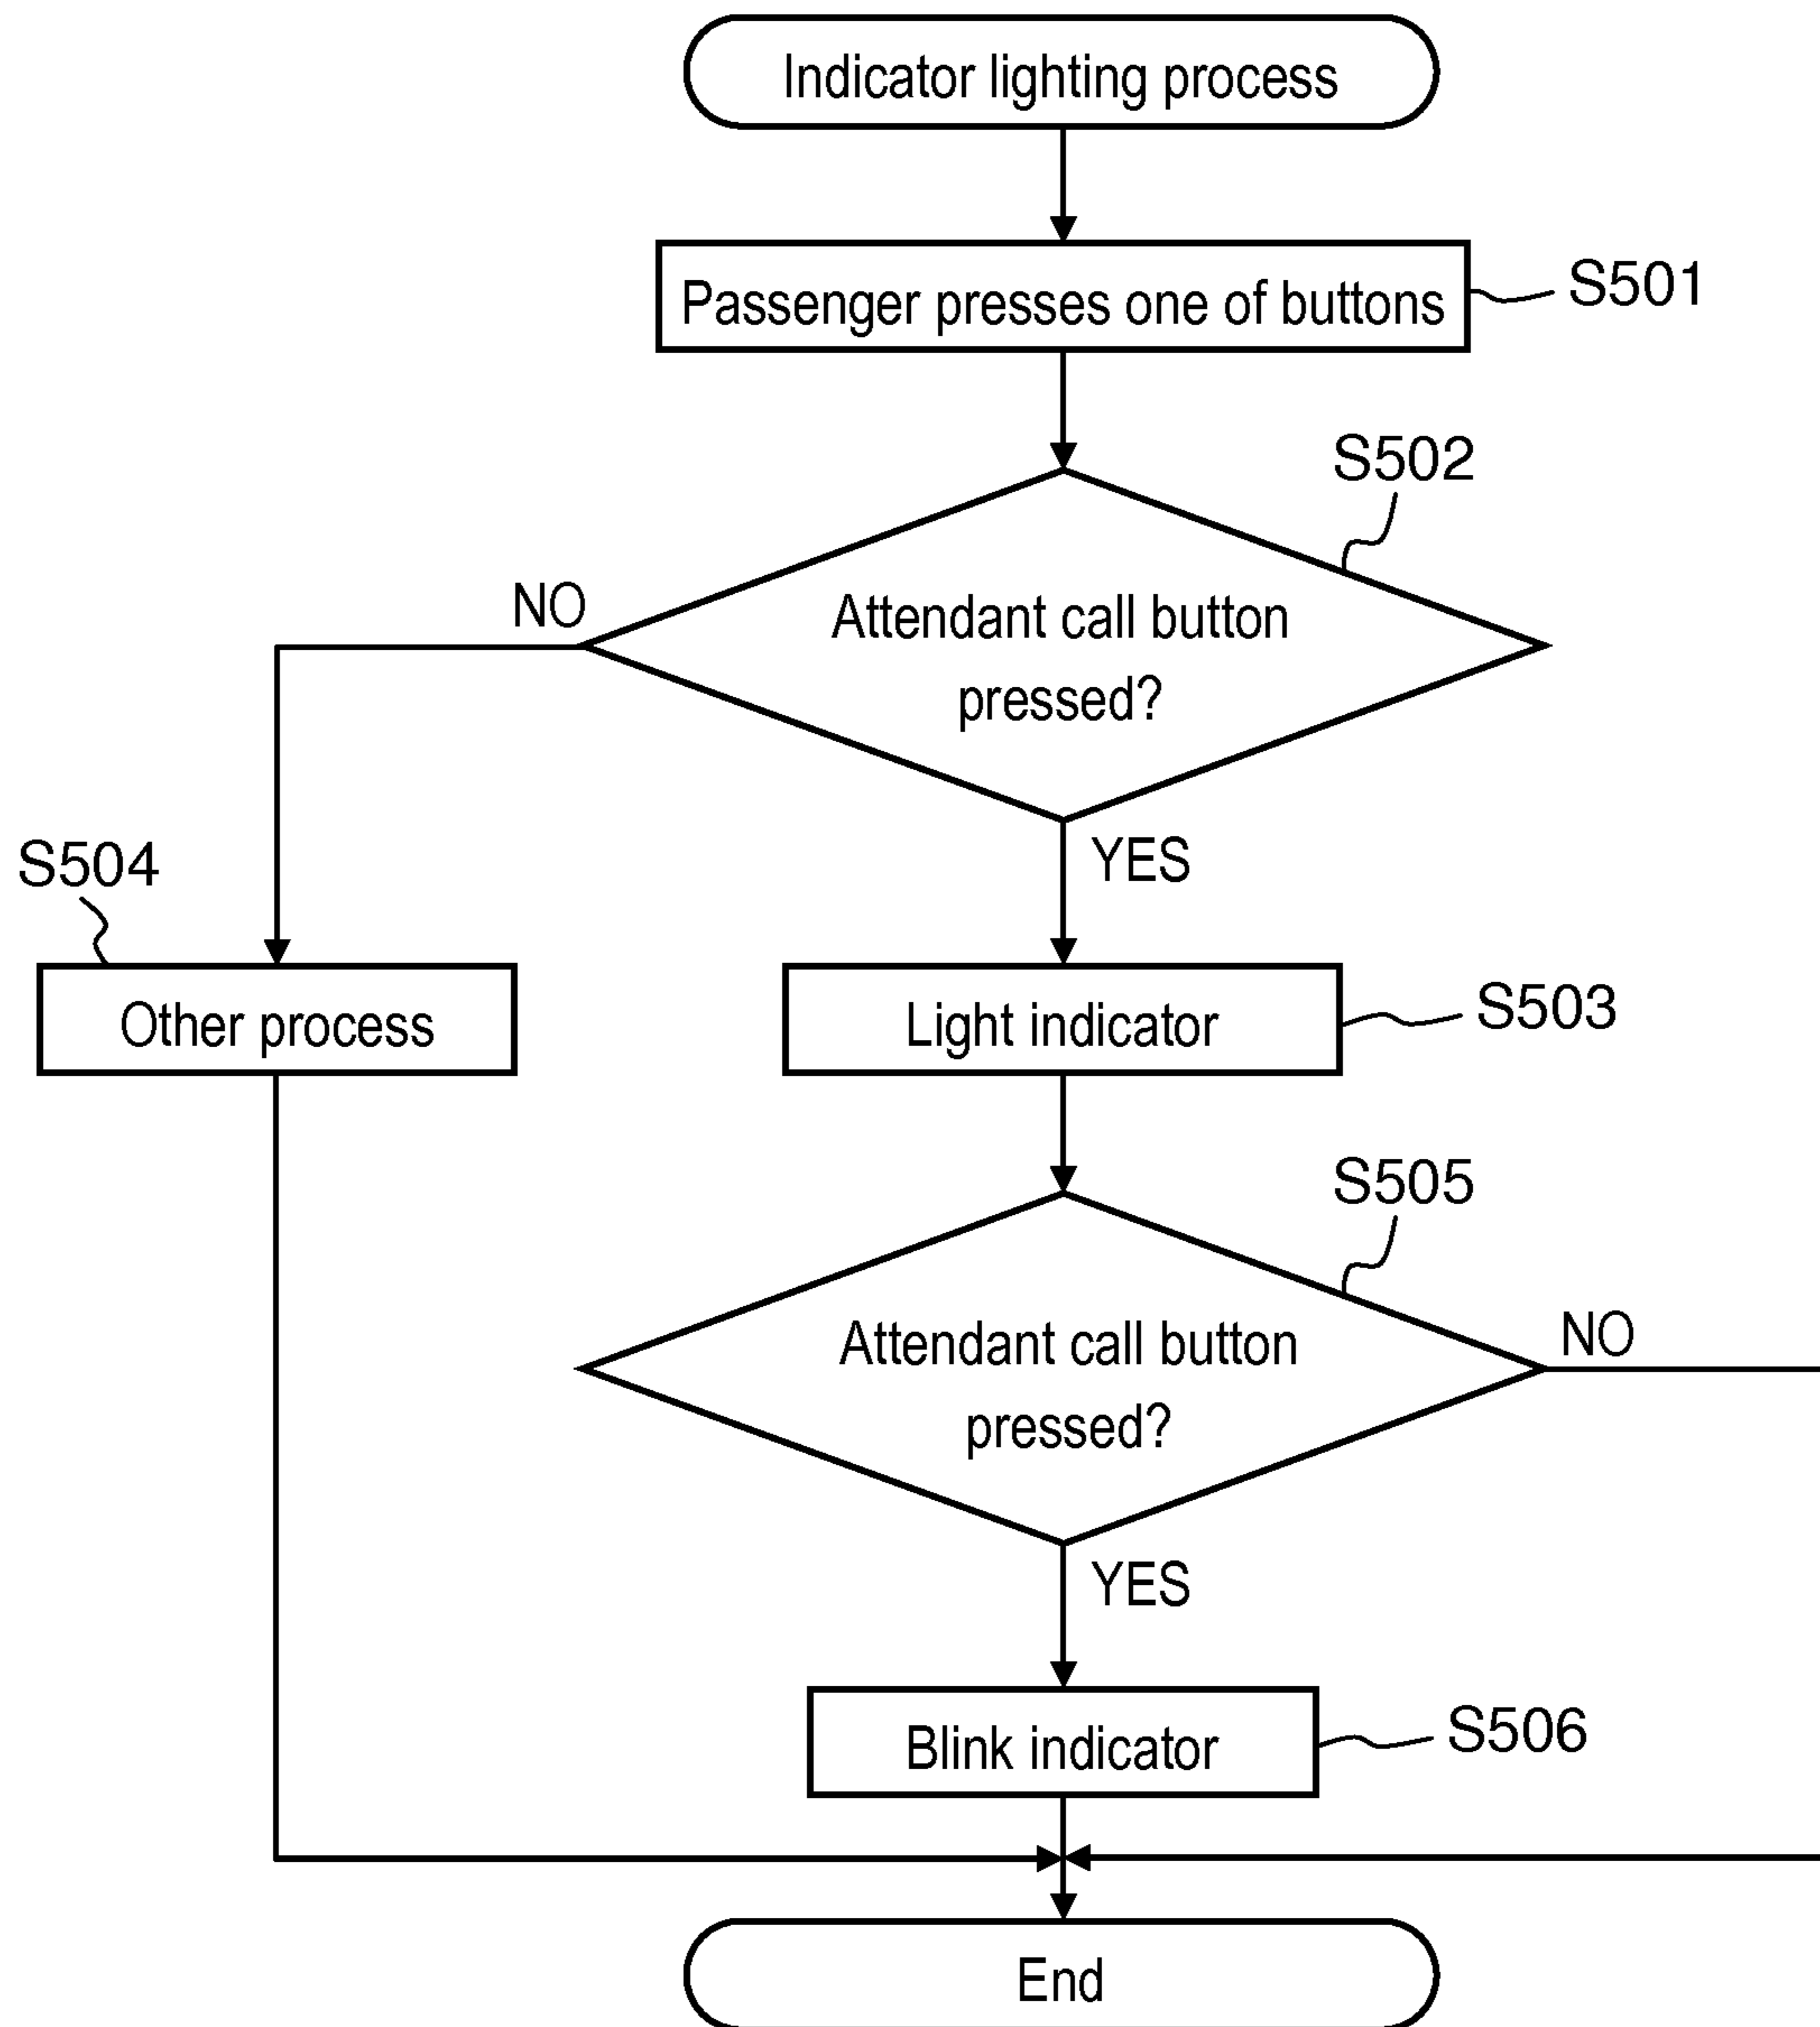 Indicator lighting process
Passenger presses one of buttons
S501
S502
Attendant call button
pressed?
NO
YES
S504
Other process
Light indicator
S503
S505
Attendant call button
pressed?
NO
YES
Blink indicator
S506
End